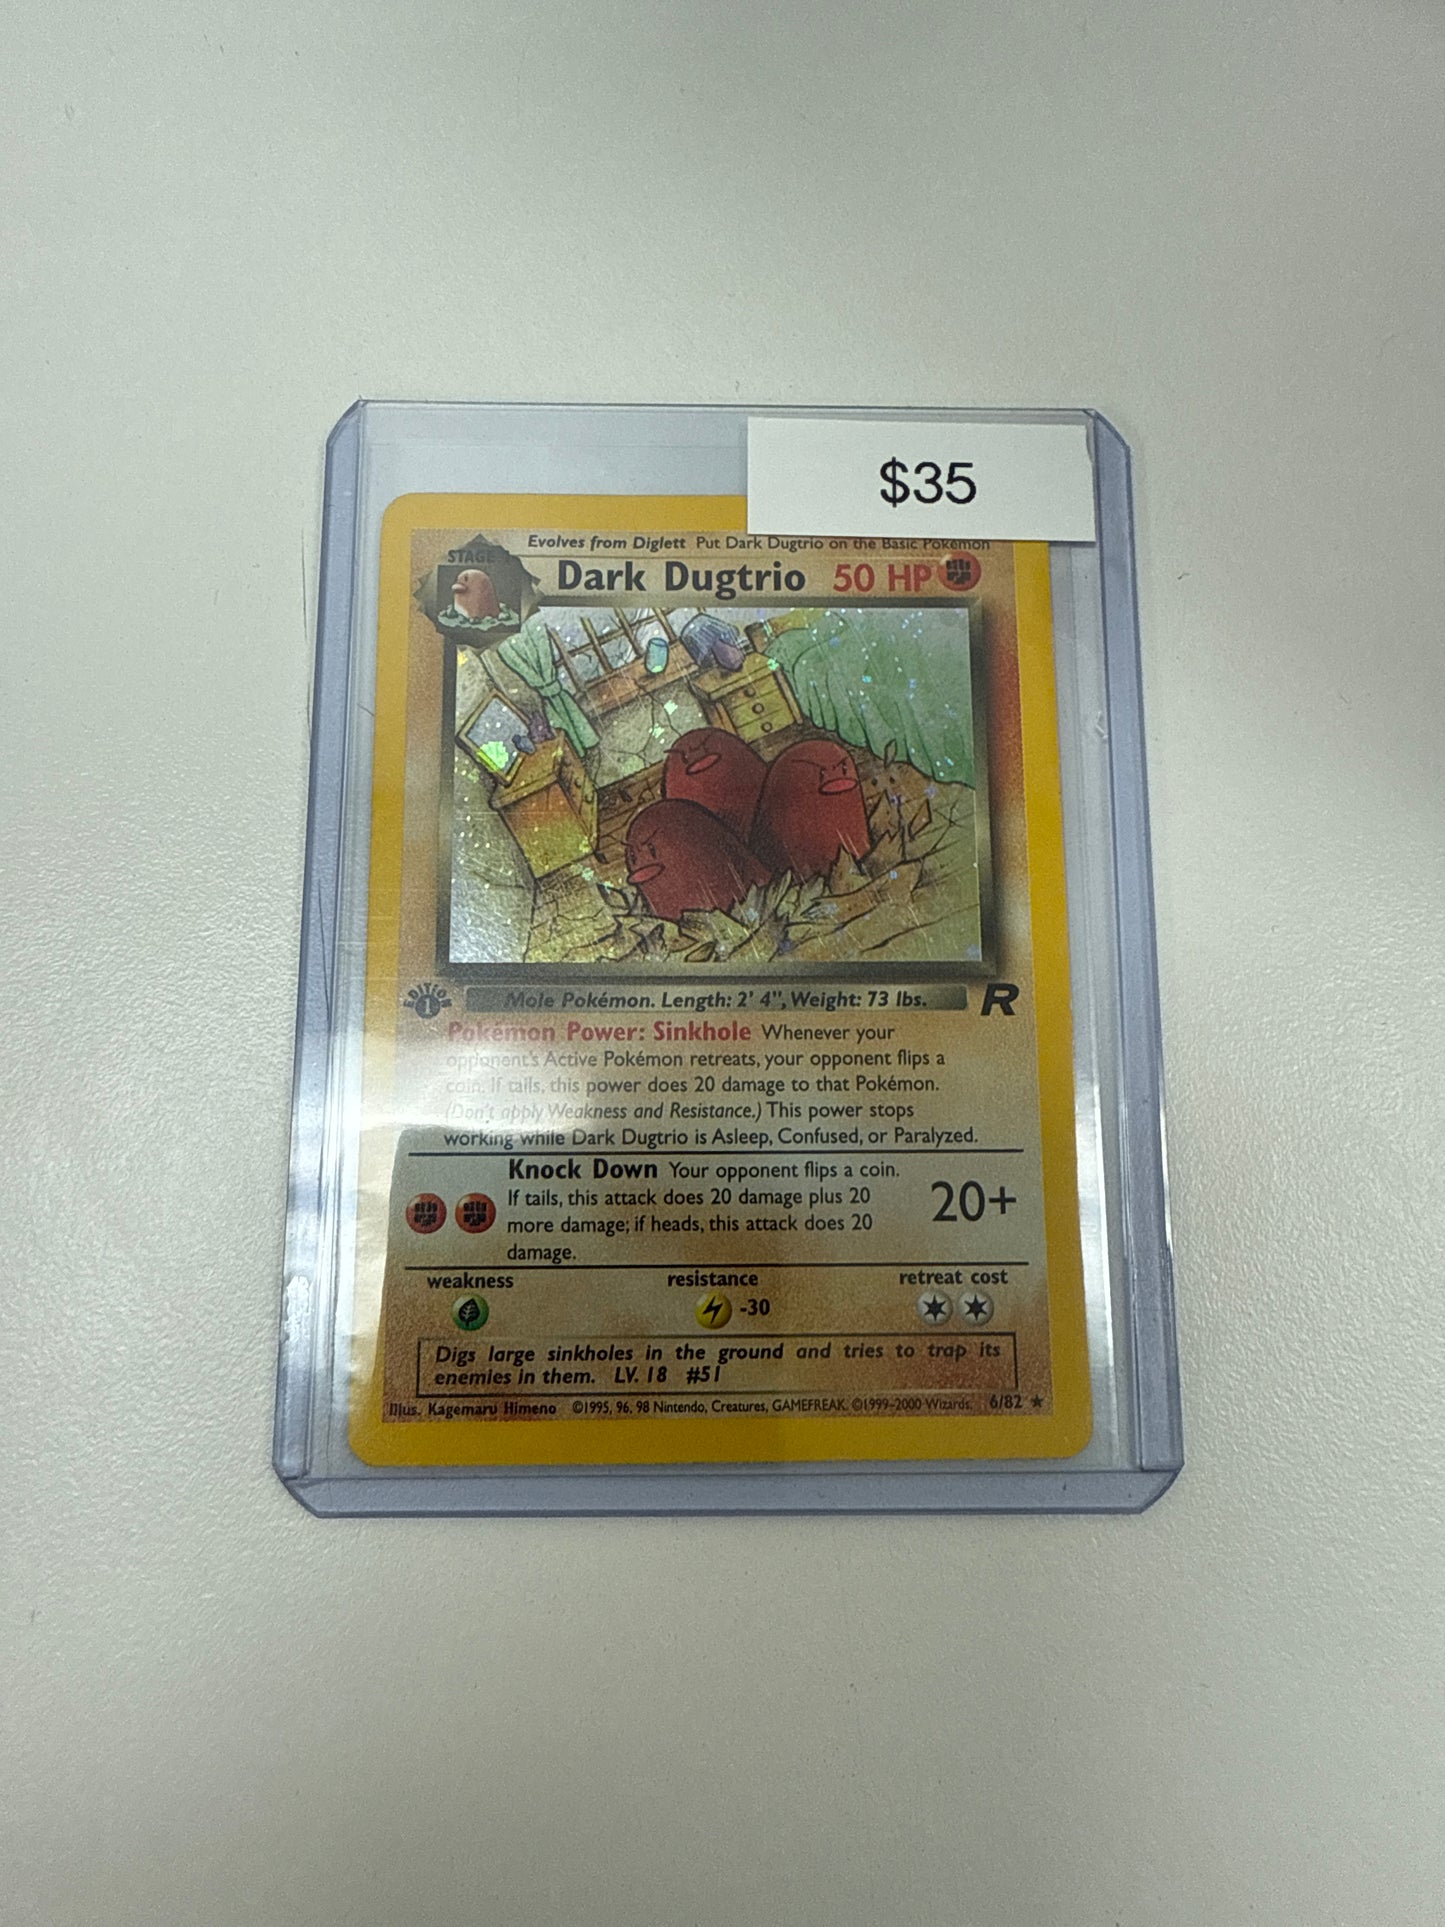 $35
Evolves from Diglett Put Dark Dugtrio on the Basic Pokémon
STAGE
Dark Dugtrio 50 HP
EDITION
1
Mole Pokémon. Length: 2' 4", Weight: 73 lbs.
R
Pokémon Power: Sinkhole Whenever your
opponent's Active Pokémon retreats, your opponent flips a
coin. If tails, this power does 20 damage to that Pokémon.
(Don't apply Weakness and Resistance.) This power stops
working while Dark Dugtrio is Asleep, Confused, or Paralyzed.
Knock Down Your opponent flips a coin.
If tails, this attack does 20 damage plus 20
more damage; if heads, this attack does 20
damage.
20+
weakness resistance retreat cost
-30
Digs large sinkholes in the ground and tries to trap its
enemies in them. LV. 18 #51
Illus. Kagemaru Himeno ©1995, 96, 98 Nintendo, Creatures, GAMEFREAK. ©1999-2000 Wizards. 6/82 ★